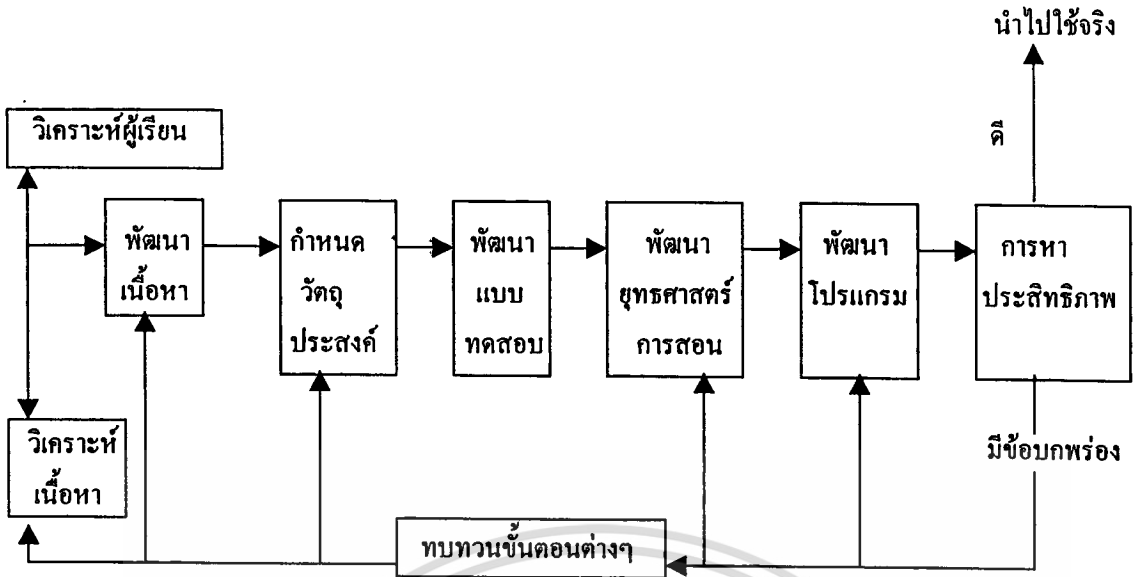 นำไปใช้จริง
ดี
วิเคราะห์ผู้เรียน
พัฒนา
เนื้อหา
กำหนด
วัตถุ
ประสงค์
พัฒนา
แบบ
ทดสอบ
พัฒนา
ยุทธศาสตร์
การสอน
พัฒนา
โปรแกรม
การหา
ประสิทธิภาพ
วิเคราะห์
เนื้อหา
มีข้อบกพร่อง
ทบทวนขั้นตอนต่างๆ